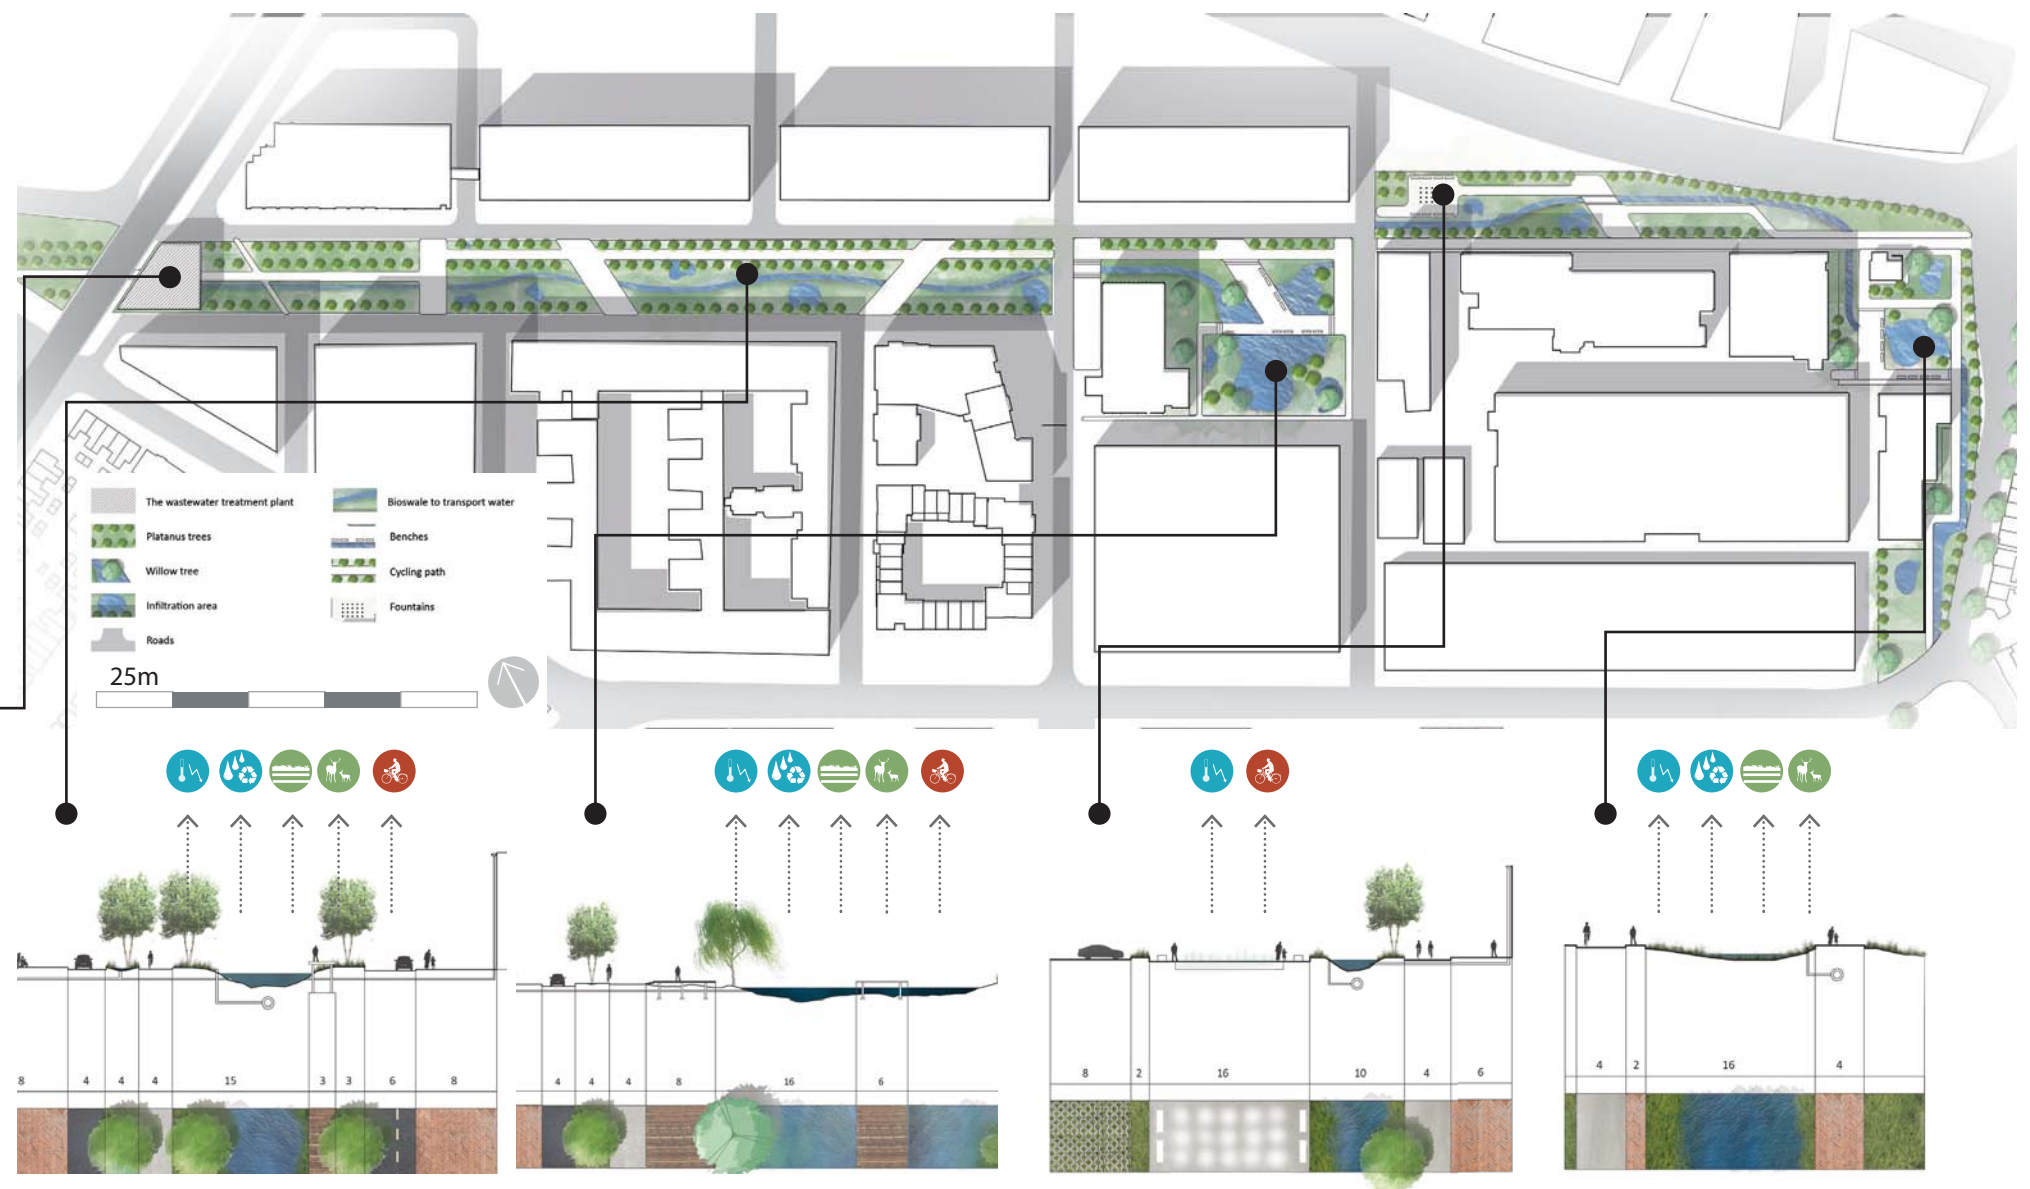 The wastewater treatment plant
Platanus trees
Willow tree
Infiltration area
Roads
Bioswale to transport water
Benches
Cycling path
Fountains
25m
8 4 4 4 15 3 3 6 8
4 4 4 8 16 6
8 2 16 10 4 6
4 2 16 4